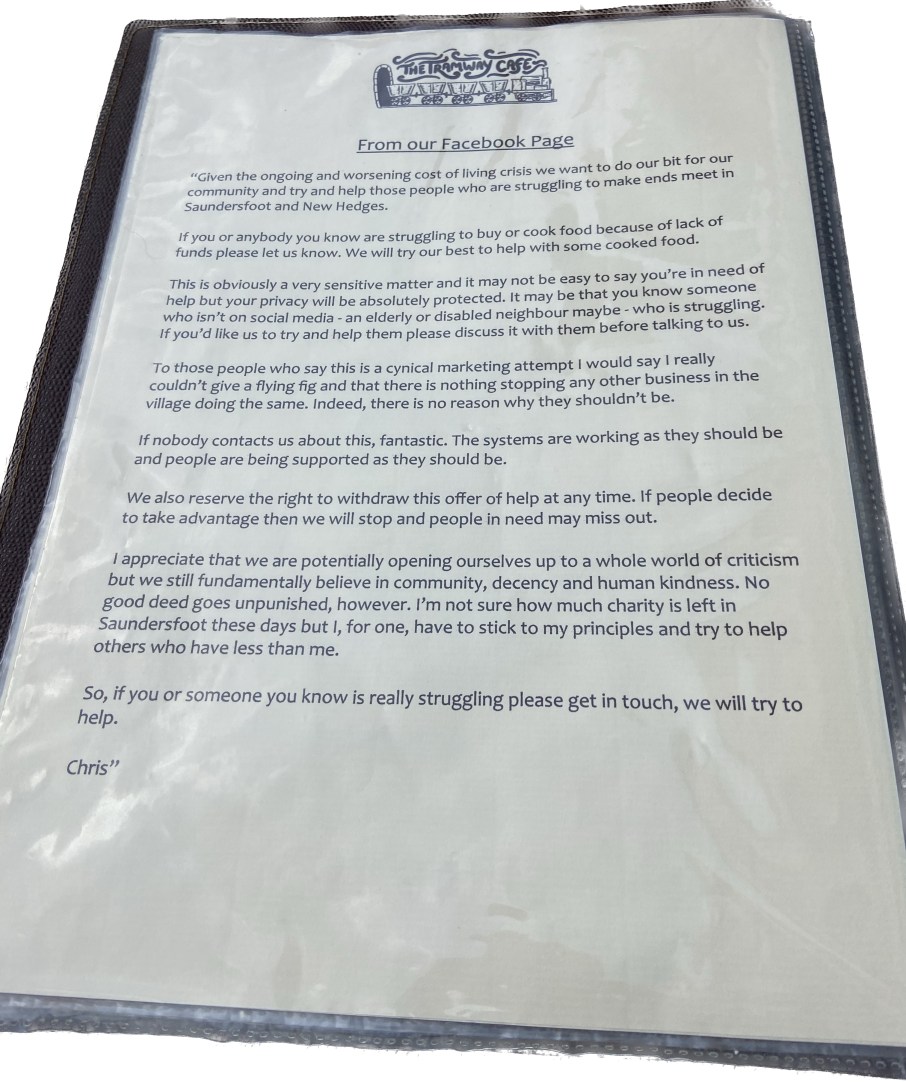 THE TRAMWAY CAFE
From our Facebook Page
“Given the ongoing and worsening cost of living crisis we want to do our bit for our
community and try and help those people who are struggling to make ends meet in
Saundersfoot and New Hedges.
If you or anybody you know are struggling to buy or cook food because of lack of
funds please let us know. We will try our best to help with some cooked food.
This is obviously a very sensitive matter and it may not be easy to say you’re in need of
help but your privacy will be absolutely protected. It may be that you know someone
who isn’t on social media - an elderly or disabled neighbour maybe - who is struggling.
If you’d like us to try and help them please discuss it with them before talking to us.
To those people who say this is a cynical marketing attempt I would say I really
couldn’t give a flying fig and that there is nothing stopping any other business in the
village doing the same. Indeed, there is no reason why they shouldn’t be.
If nobody contacts us about this, fantastic. The systems are working as they should be
and people are being supported as they should be.
We also reserve the right to withdraw this offer of help at any time. If people decide
to take advantage then we will stop and people in need may miss out.
I appreciate that we are potentially opening ourselves up to a whole world of criticism
but we still fundamentally believe in community, decency and human kindness. No
good deed goes unpunished, however. I’m not sure how much charity is left in
Saundersfoot these days but I, for one, have to stick to my principles and try to help
others who have less than me.
So, if you or someone you know is really struggling please get in touch, we will try to
help.
Chris”